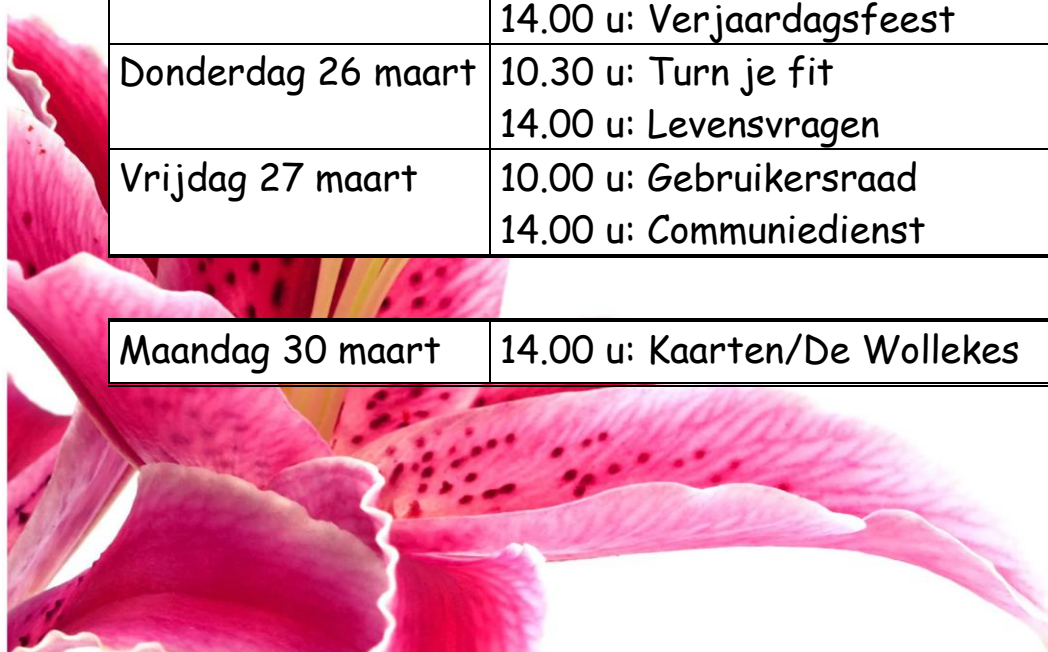 14.00 u: Verjaardagsfeest
Donderdag 26 maart 10.30 u: Turn je fit
14.00 u: Levensvragen
Vrijdag 27 maart 10.00 u: Gebruikersraad
14.00 u: Communiedienst
Maandag 30 maart 14.00 u: Kaarten/De Wollekes